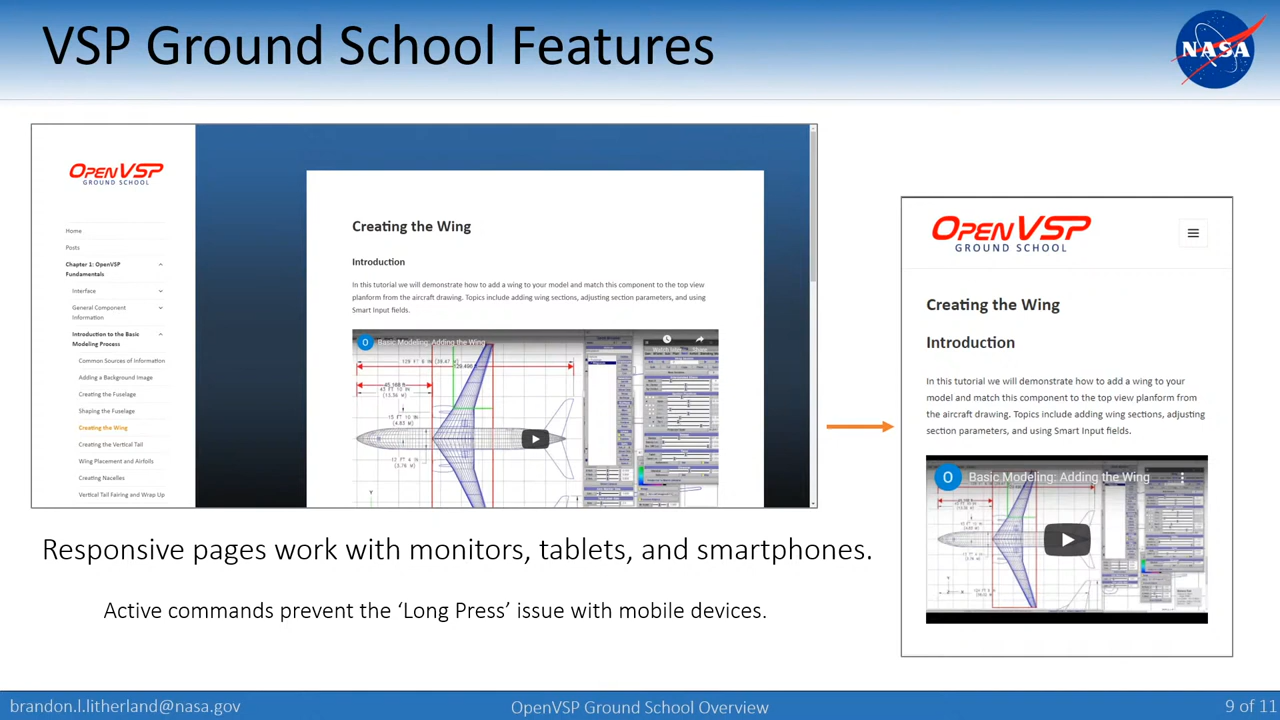 VSP Ground School Features
NASA
OPENVSP
GROUND SCHOOL
Home
Posts
Chapter 1: OpenVSP
Fundamentals
Interface
General Component
Information
Introduction to the Basic
Modeling Process
Common Sources of Information
Adding a Background Image
Creating the Fuselage
Shaping the Fuselage
Creating the Wing
Creating the Vertical Tail
Wing Placement and Airfoils
Creating Nacelles
Vertical Tail Fairing and Wrap Up
Creating the Wing
Introduction
In this tutorial we will demonstrate how to add a wing to your model and match this component to the top view
planform from the aircraft drawing. Topics include adding wing sections, adjusting section parameters, and using
Smart Input fields.
O
Basic Modeling: Adding the Wing
OPENVSP
GROUND SCHOOL
Creating the Wing
Introduction
In this tutorial we will demonstrate how to add a wing to your
model and match this component to the top view planform from
the aircraft drawing. Topics include adding wing sections, adjusting
section parameters, and using Smart Input fields.
O
Basic Modeling: Adding the Wing
Responsive pages work with monitors, tablets, and smartphones.
Active commands prevent the ‘Long Press’ issue with mobile devices.
brandon.l.litherland@nasa.gov
OpenVSP Ground School Overview
9 of 11